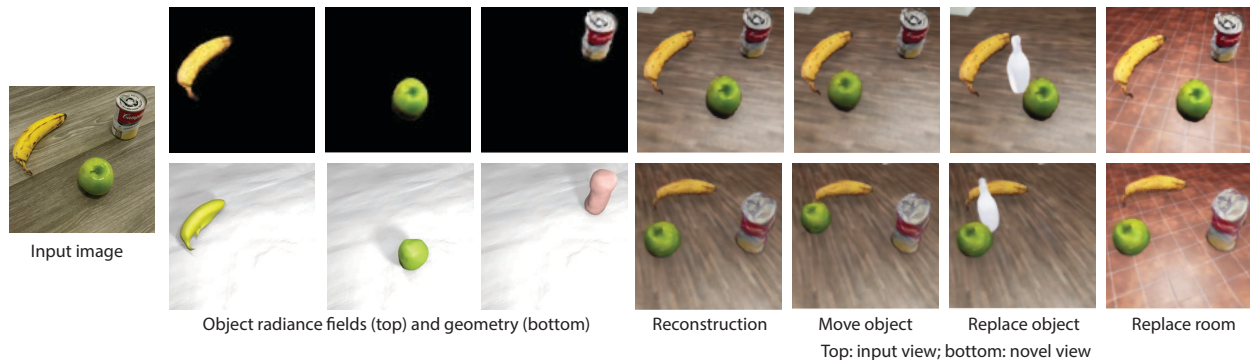 Input image
Object radiance fields (top) and geometry (bottom)
Reconstruction
Move object
Replace object
Replace room
Top: input view; bottom: novel view